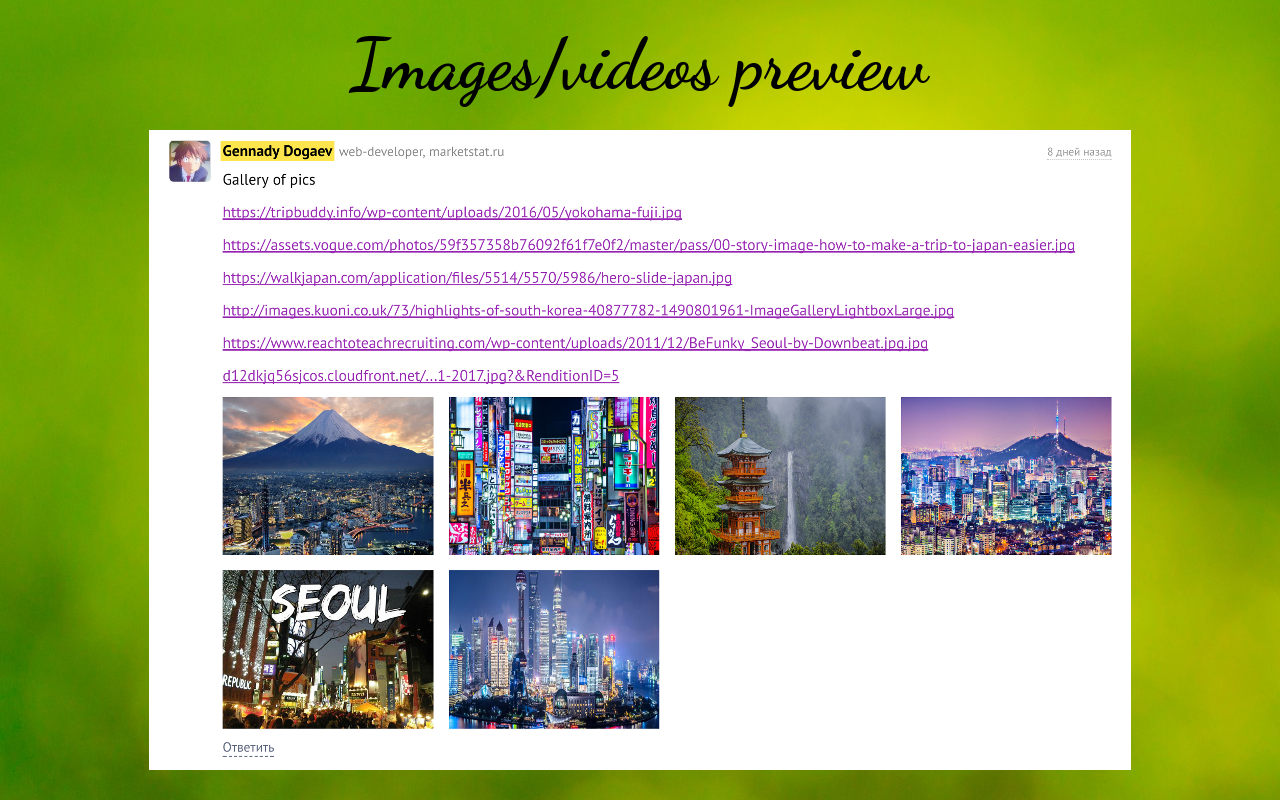 Images/videos preview
Gennady Dogaev web-developer, marketstat.ru 8 дней назад
Gallery of pics
https://tripbuddy.info/wp-content/uploads/2016/05/yokohama-fuji.jpg
https://assets.vogue.com/photos/59f357358b76092f61f7e0f2/master/pass/00-story-image-how-to-make-a-trip-to-japan-easier.jpg
https://walkjapan.com/application/files/5514/5570/5986/hero-slide-japan.jpg
http://images.kuoni.co.uk/73/highlights-of-south-korea-40877782-1490801961-ImageGalleryLightboxLarge.jpg
https://www.reachtoteachrecruiting.com/wp-content/uploads/2011/12/BeFunky_Seoul-by-Downbeat.jpg.jpg
d12dkjq56sjcos.cloudfront.net/...1-2017.jpg?&RenditionID=5
SEOUL
REPUBLIC
Ответить